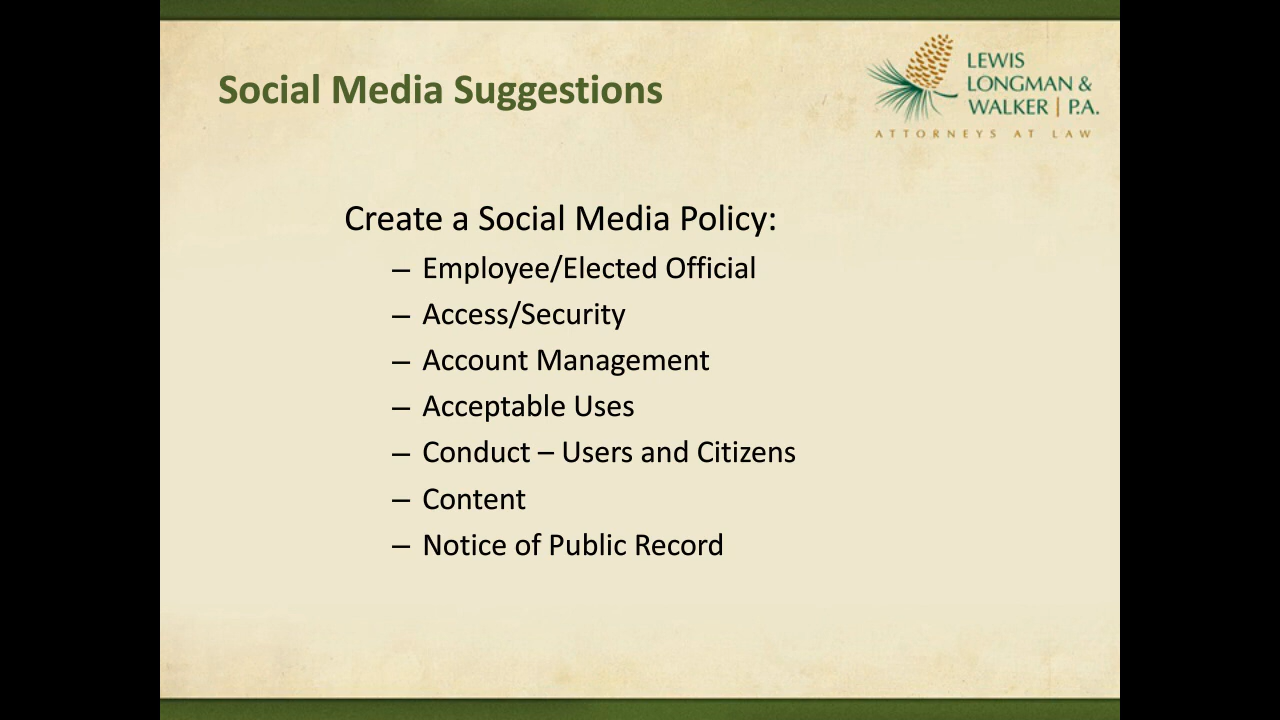 Social Media Suggestions
LEWIS
LONGMAN &
WALKER | P.A.
ATTORNEYS AT LAW
Create a Social Media Policy:
– Employee/Elected Official
– Access/Security
– Account Management
– Acceptable Uses
– Conduct – Users and Citizens
– Content
– Notice of Public Record